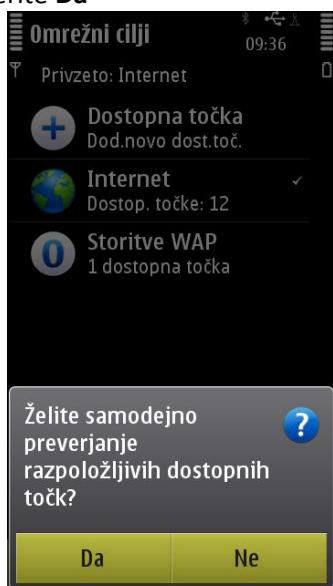 Da
Omrežni cilji
09:36
Privzeto: Internet
Dostopna točka
Dod.novo dost.toč.
Internet
Dostop. točke: 12
Storitve WAP
1 dostopna točka
Želite samodejno
preverjanje
razpoložljivih dostopnih
točk?
Da
Ne